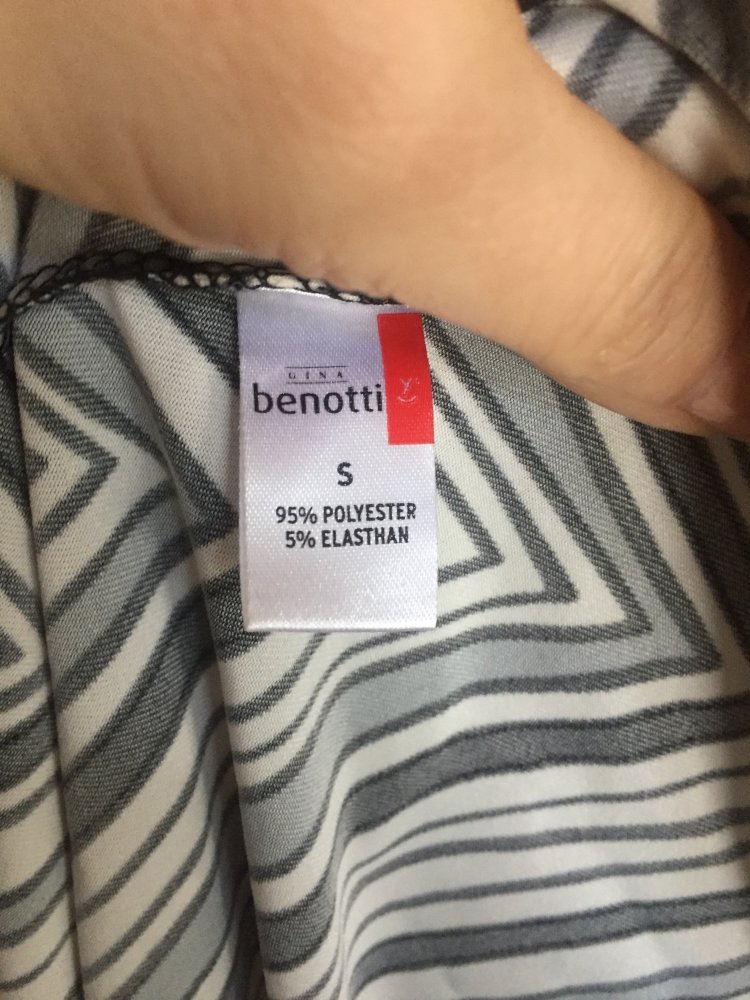 GINA
benotti
S
95% POLYESTER
5% ELASTHAN